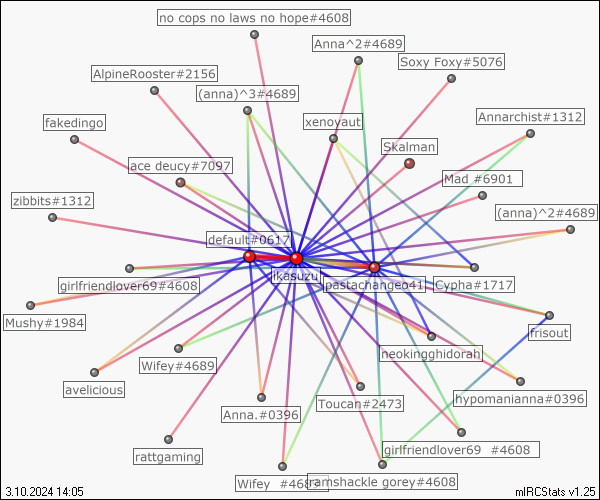 no cops no laws no hope#4608
Anna^2#4689
Soxy Foxy#5076
AlpineRooster#2156
(anna)^3#4689
xenoyaut
Annarchist#1312
fakedingo
Skalman
ace deucy#7097
Mad #6901
zibbits#1312
(anna)^2#4689
default#0617
ikasuzu
girlfriendlover69#4608
pastachangeo41
Cypha#1717
Mushy#1984
frisout
neokingghidorah
Wifey#4689
avelicious
hypomanianna#0396
Toucan#2473
Anna.#0396
girlfriendlover69 #4608
rattgaming
Wifey #4689
ramshackle gorey#4608
3.10.2024 14:05
mIRCStats v1.25